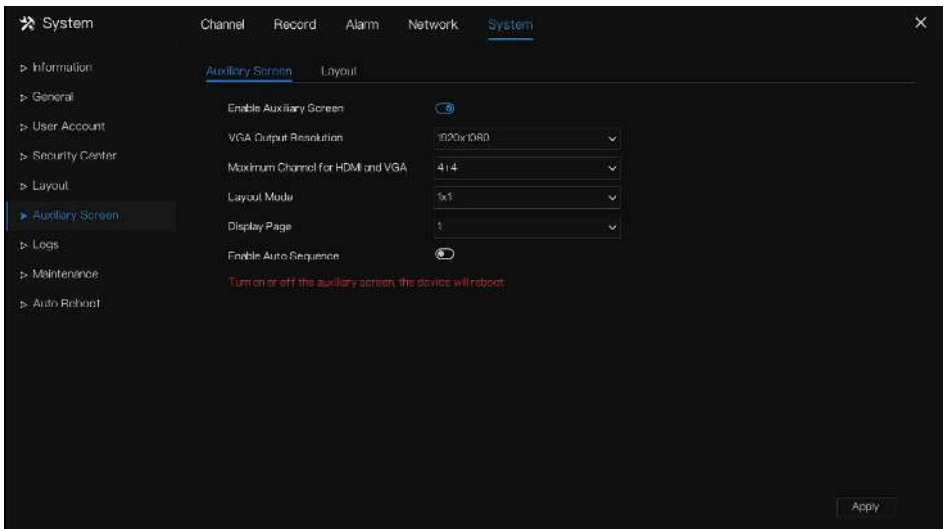 System
Channel Record Alarm Network System
Information
General
User Account
Security Center
Layout
Auxiliary Screen
Logs
Maintenance
Auto Reboot
Auxiliary Screen Layout
Enable Auxiliary Screen
VGA Output Resolution 1920x1080
Maximum Channel for HDMI and VGA 4+4
Layout Mode 1x1
Display Page 1
Enable Auto Sequence
Turn on or off the auxiliary screen, the device will reboot.
Apply